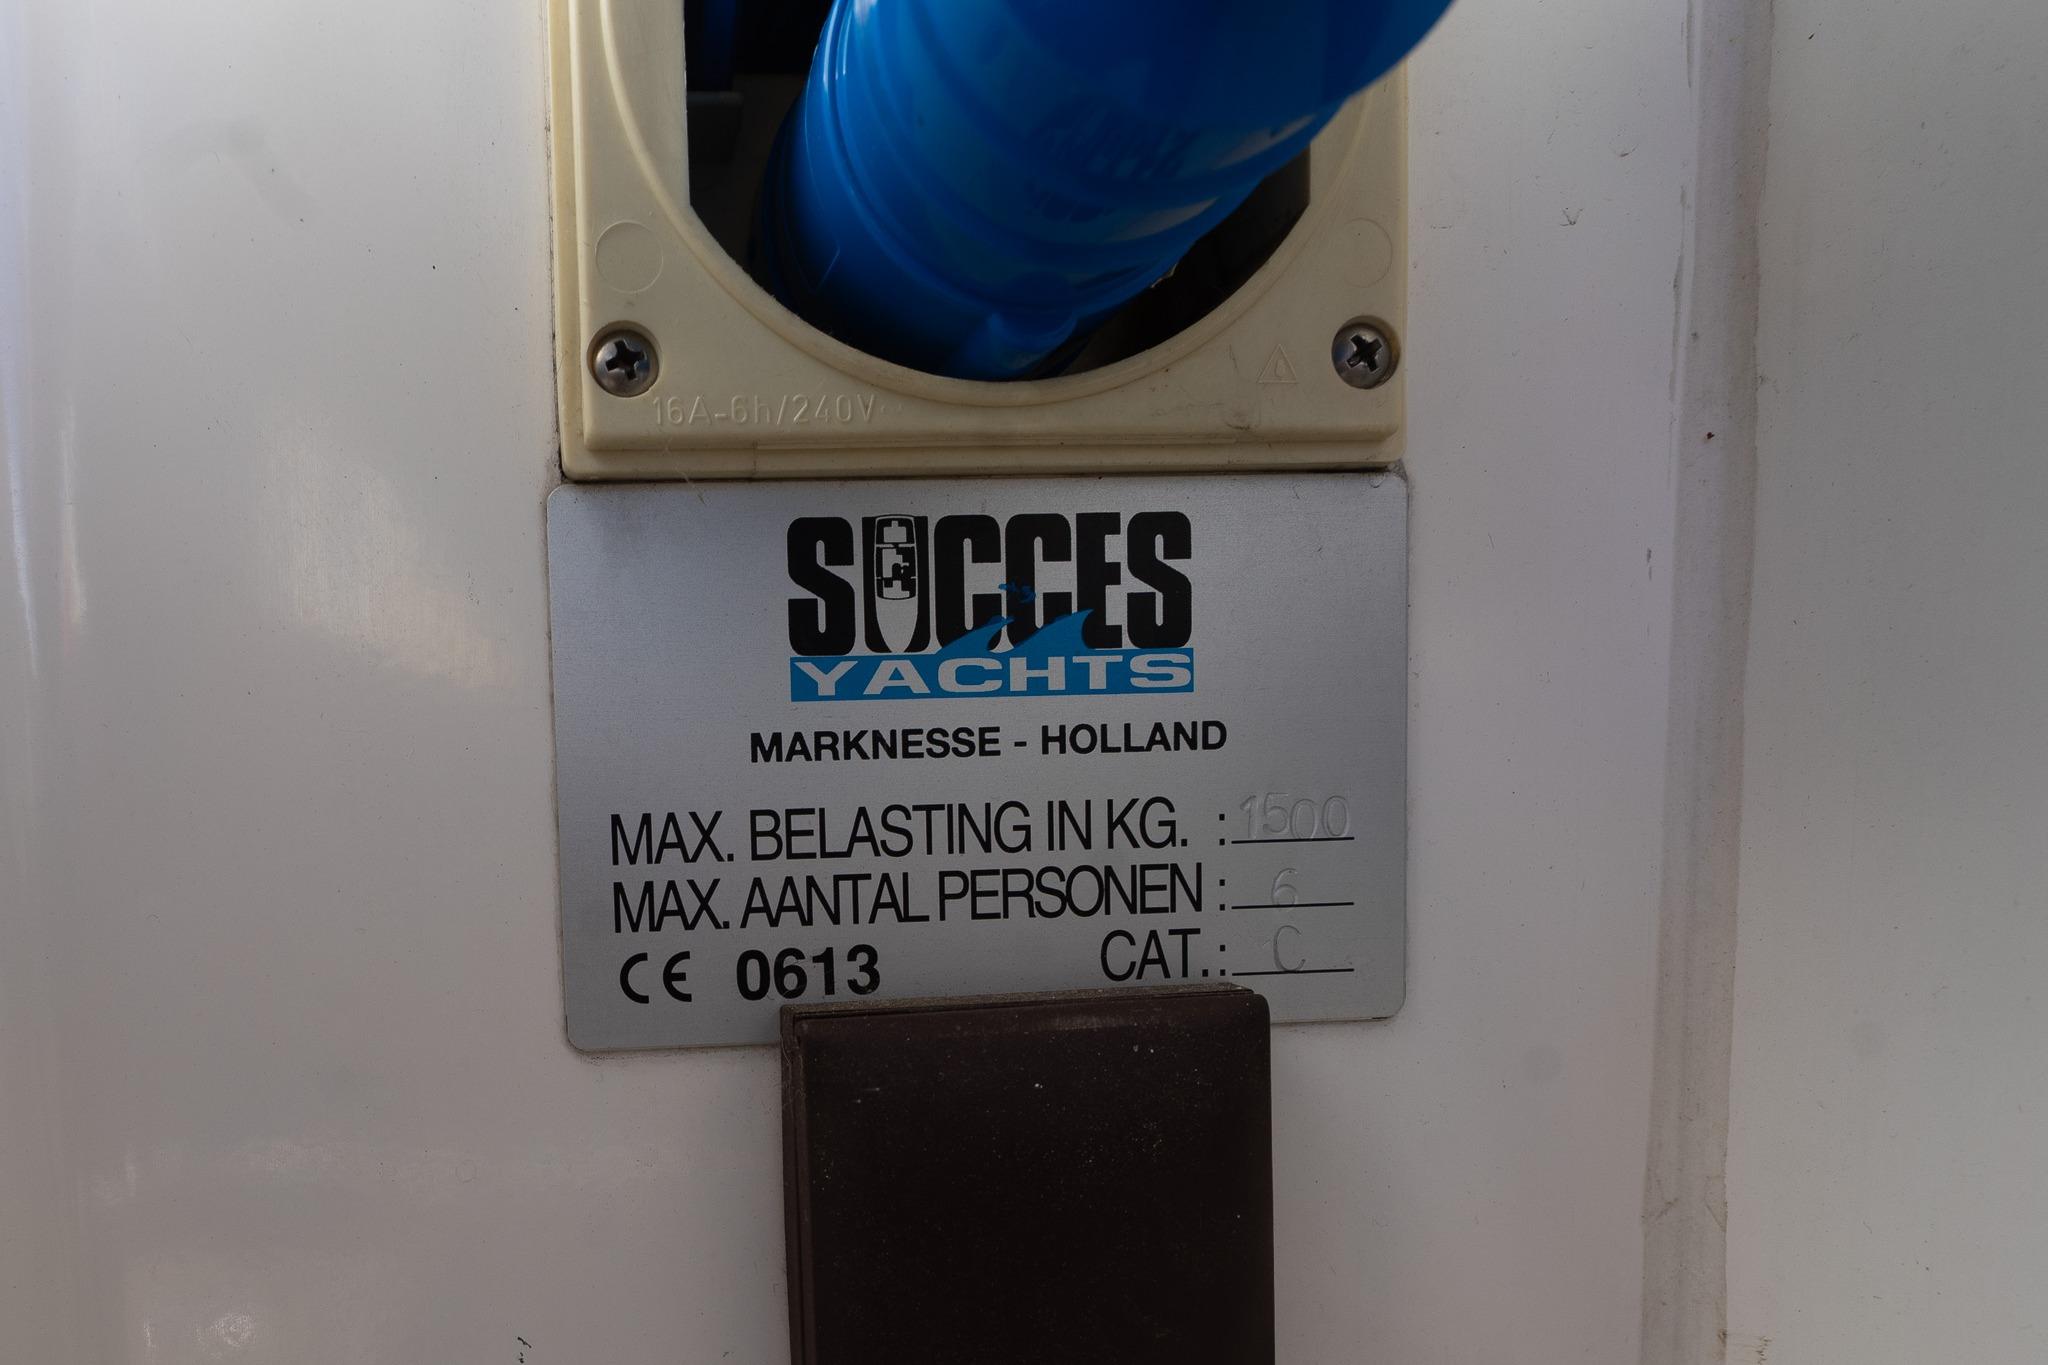 16A-6h/240V~
SUCCES
YACHTS
MARKNESSE - HOLLAND
MAX. BELASTING IN KG. : 1500
MAX. AANTAL PERSONEN : 6
CE 0613 CAT.: C